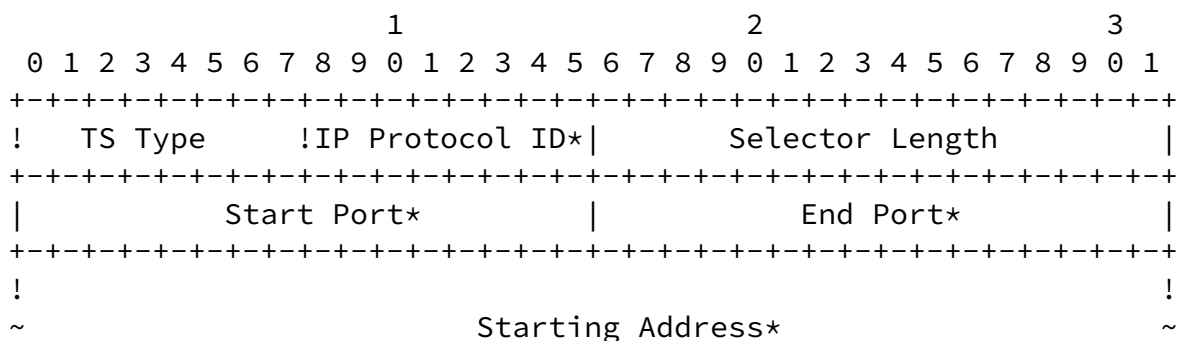 1                   2                   3
 0 1 2 3 4 5 6 7 8 9 0 1 2 3 4 5 6 7 8 9 0 1 2 3 4 5 6 7 8 9 0 1
+-+-+-+-+-+-+-+-+-+-+-+-+-+-+-+-+-+-+-+-+-+-+-+-+-+-+-+-+-+-+-+-+
!   TS Type     !IP Protocol ID*|       Selector Length         |
+-+-+-+-+-+-+-+-+-+-+-+-+-+-+-+-+-+-+-+-+-+-+-+-+-+-+-+-+-+-+-+-+
|           Start Port*         |           End Port*           |
+-+-+-+-+-+-+-+-+-+-+-+-+-+-+-+-+-+-+-+-+-+-+-+-+-+-+-+-+-+-+-+-+
!                                                               !
~                         Starting Address*                     ~